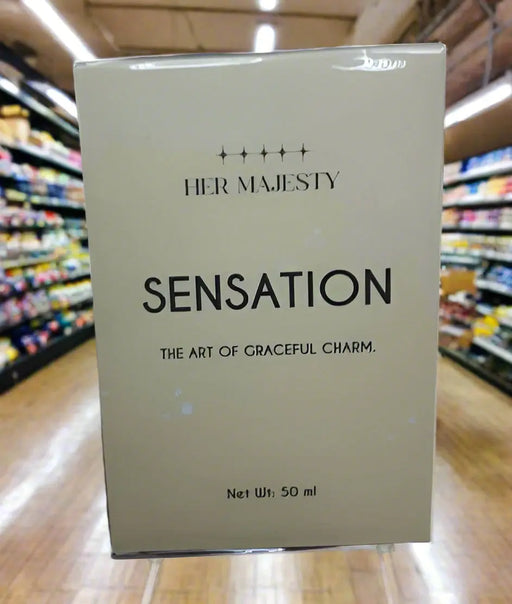 HER MAJESTY
SENSATION
THE ART OF GRACEFUL CHARM.
Net Wt: 50 ml